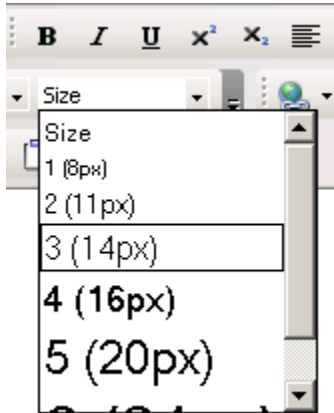 B I U x² x₂
Size
Size
1 (8px)
2 (11px)
3 (14px)
4 (16px)
5 (20px)